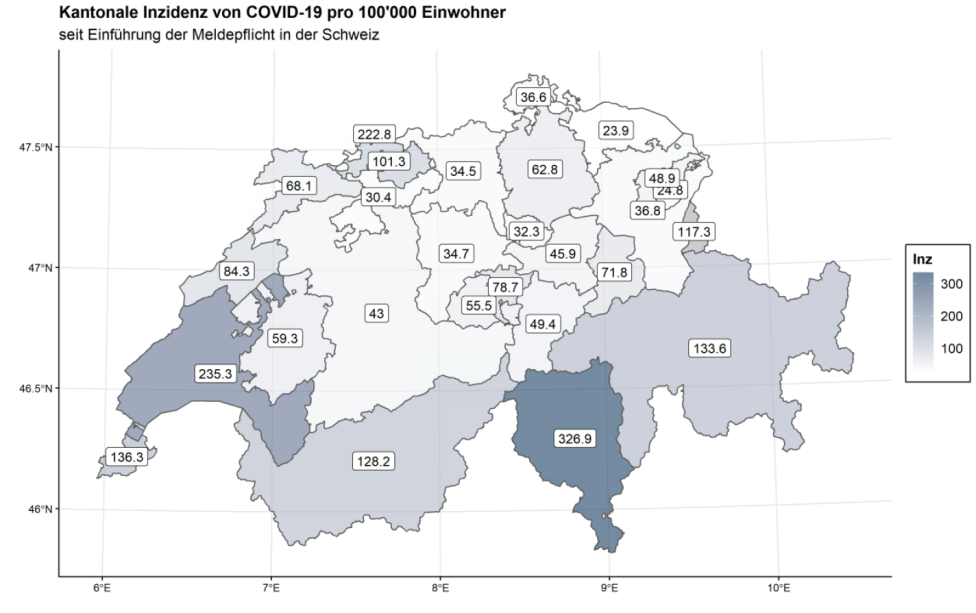 Kantonale Inzidenz von COVID-19 pro 100'000 Einwohner
seit Einführung der Meldepflicht in der Schweiz
36.6
23.9
222.8
101.3
34.5
62.8
48.9
24.8
68.1
30.4
36.8
32.3
117.3
34.7
45.9
84.3
71.8
78.7
55.5
43
49.4
59.3
133.6
235.3
326.9
136.3
128.2
47.5°N
47°N
46.5°N
46°N
6°E
7°E
8°E
9°E
10°E
Inz
300
200
100